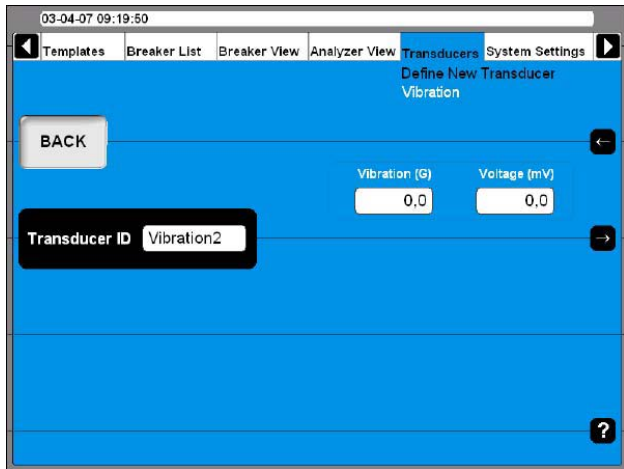 03-04-07 09:19:50
Templates Breaker List Breaker View Analyzer View Transducers System Settings
Define New Transducer
Vibration
BACK
←
Vibration (G) Voltage (mV)
0,0 0,0
Transducer ID Vibration2
→
?